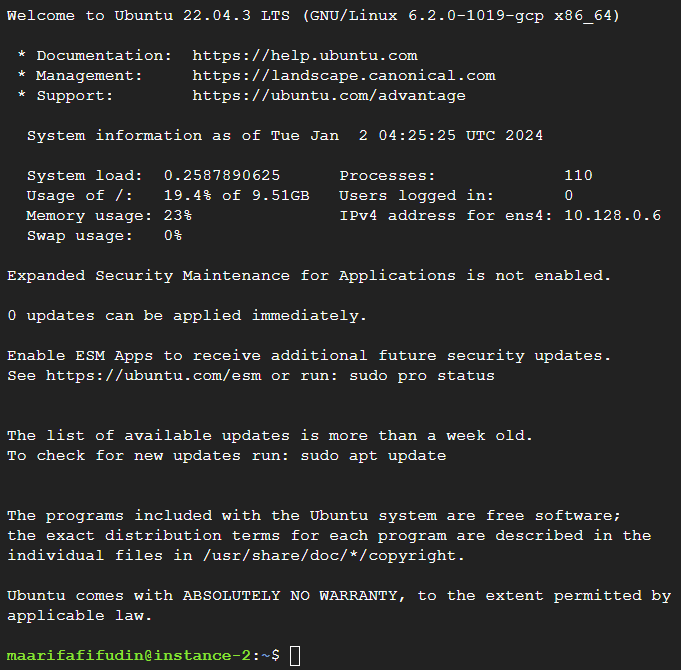 Welcome to Ubuntu 22.04.3 LTS (GNU/Linux 6.2.0-1019-gcp x86_64)
* Documentation:  https://help.ubuntu.com
* Management:     https://landscape.canonical.com
* Support:        https://ubuntu.com/advantage
System information as of Tue Jan  2 04:25:25 UTC 2024
System load:  0.2587890625      Processes:             110
Usage of /:   19.4% of 9.51GB   Users logged in:       0
Memory usage: 23%               IPv4 address for ens4: 10.128.0.6
Swap usage:   0%
Expanded Security Maintenance for Applications is not enabled.
0 updates can be applied immediately.
Enable ESM Apps to receive additional future security updates.
See https://ubuntu.com/esm or run: sudo pro status
The list of available updates is more than a week old.
To check for new updates run: sudo apt update
The programs included with the Ubuntu system are free software;
the exact distribution terms for each program are described in the
individual files in /usr/share/doc/*/copyright.
Ubuntu comes with ABSOLUTELY NO WARRANTY, to the extent permitted by
applicable law.
maarifafifudin@instance-2:~$